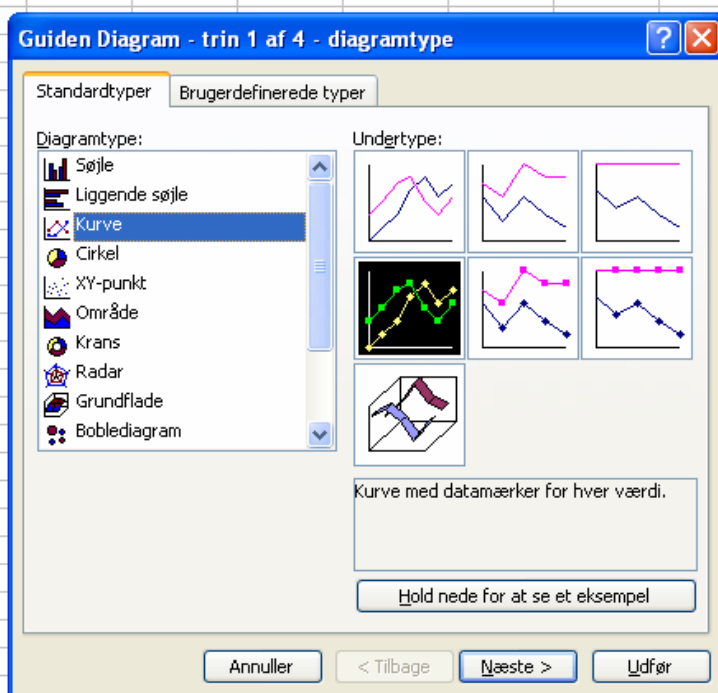 Guiden Diagram - trin 1 af 4 - diagramtype
Standardtyper
Brugerdefinerede typer
Diagramtype:
Søjle
Liggende søjle
Kurve
Cirkel
XY-punkt
Område
Krans
Radar
Grundflade
Boblediagram
Undertype:
Kurve med datamærker for hver værdi.
Hold nede for at se et eksempel
Annuller
< Tilbage
Næste >
Udfør